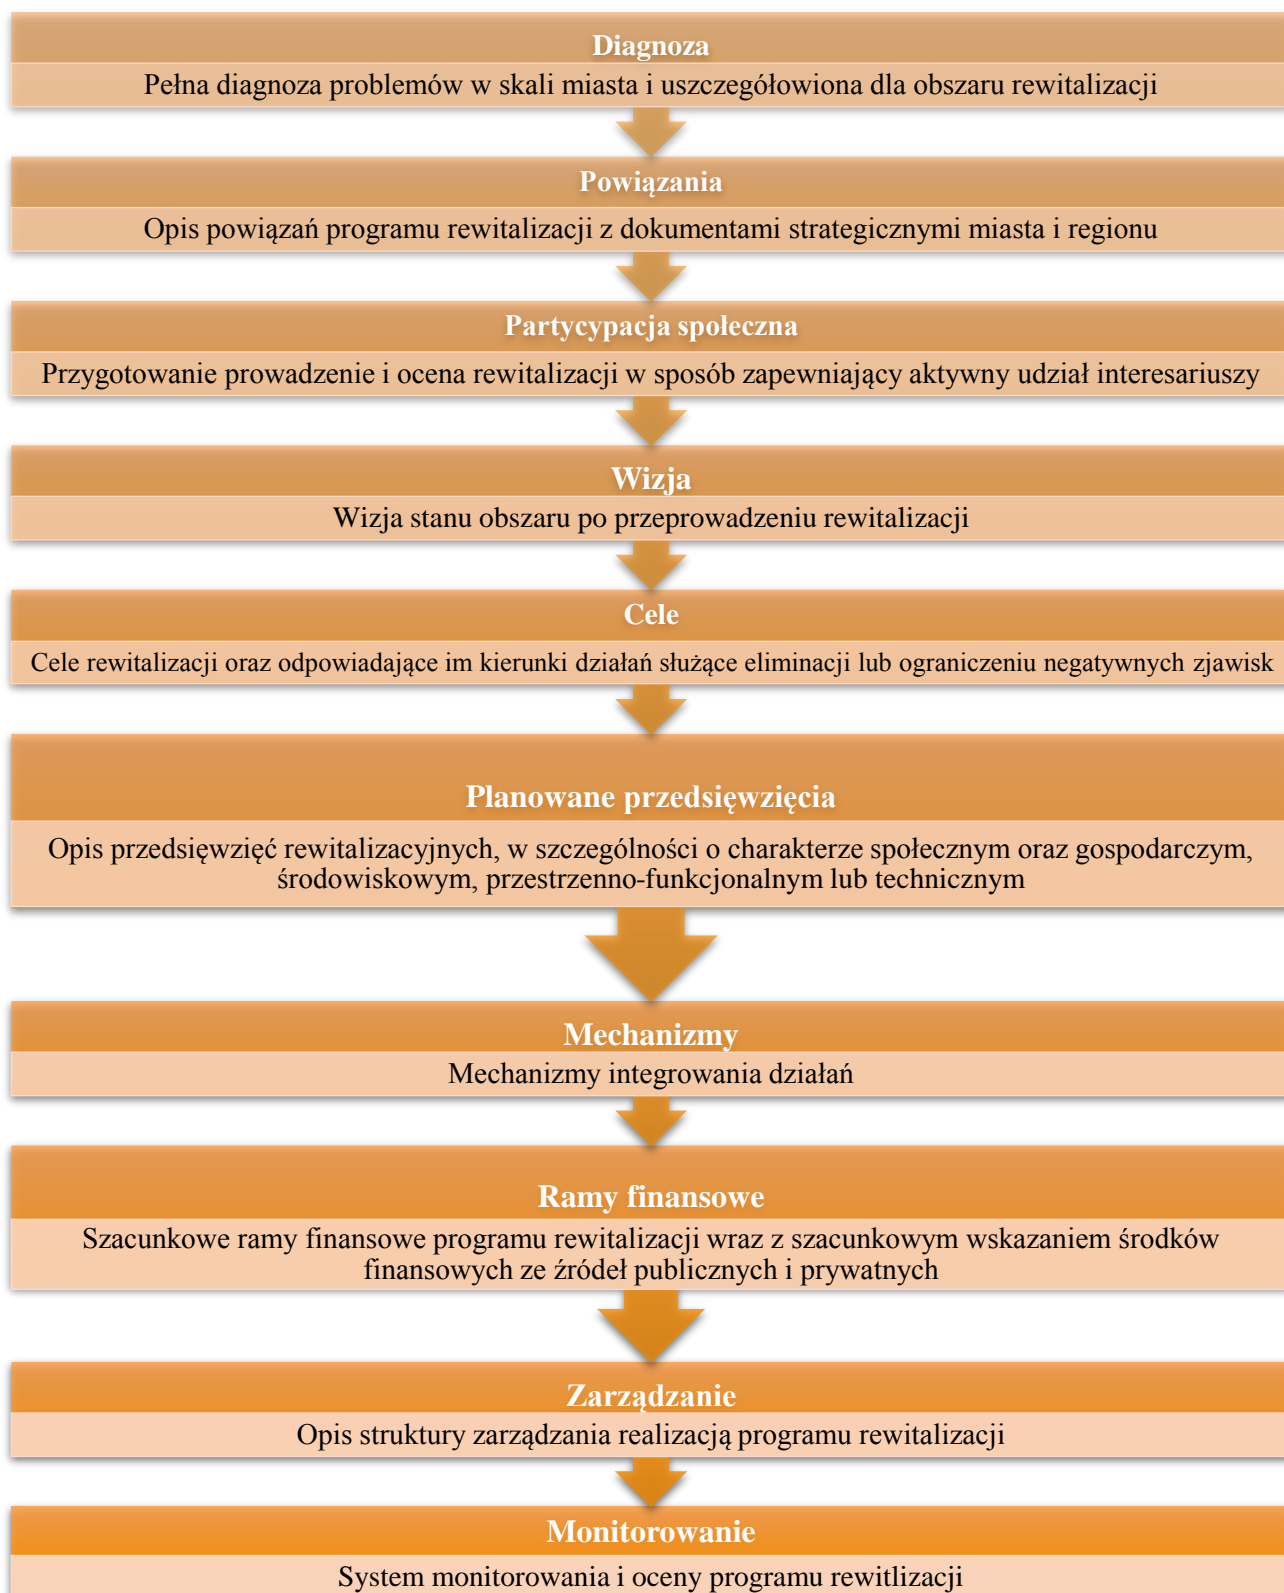 Diagnoza
Pełna diagnoza problemów w skali miasta i uszczegółowiona dla obszaru rewitalizacji
Powiązania
Opis powiązań programu rewitalizacji z dokumentami strategicznymi miasta i regionu
Partycypacja społeczna
Przygotowanie prowadzenie i ocena rewitalizacji w sposób zapewniający aktywny udział interesariuszy
Wizja
Wizja stanu obszaru po przeprowadzeniu rewitalizacji
Cele
Cele rewitalizacji oraz odpowiadające im kierunki działań służące eliminacji lub ograniczeniu negatywnych zjawisk
Planowane przedsięwzięcia
Opis przedsięwzięć rewitalizacyjnych, w szczególności o charakterze społecznym oraz gospodarczym,
środowiskowym, przestrzenno-funkcjonalnym lub technicznym
Mechanizmy
Mechanizmy integrowania działań
Ramy finansowe
Szacunkowe ramy finansowe programu rewitalizacji wraz z szacunkowym wskazaniem środków
finansowych ze źródeł publicznych i prywatnych
Zarządzanie
Opis struktury zarządzania realizacją programu rewitalizacji
Monitorowanie
System monitorowania i oceny programu rewitlizacji